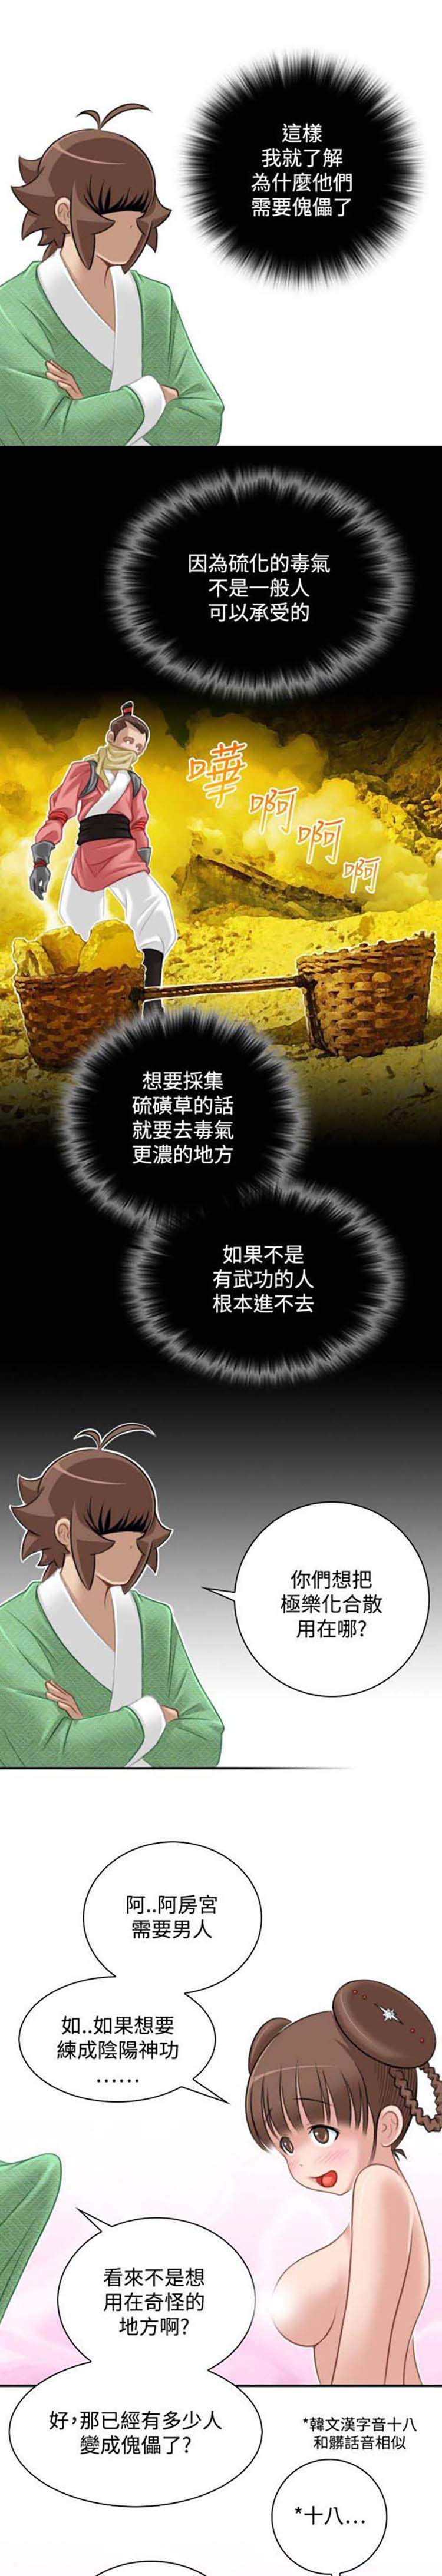 這樣
我就了解
為什麼他們
需要傀儡了
因為硫化的毒氣
不是一般人
可以承受的
嘩
啊
啊
啊
想要採集
硫磺草的話
就要去毒氣
更濃的地方
如果不是
有武功的人
根本進不去
你們想把
極樂化合散
用在哪?
阿..阿房宮
需要男人
如..如果想要
練成陰陽神功
......
看來不是想
用在奇怪的
地方啊?
好,那已經有多少人
變成傀儡了?
*韓文漢字音十八
和髒話音相似
*十八...